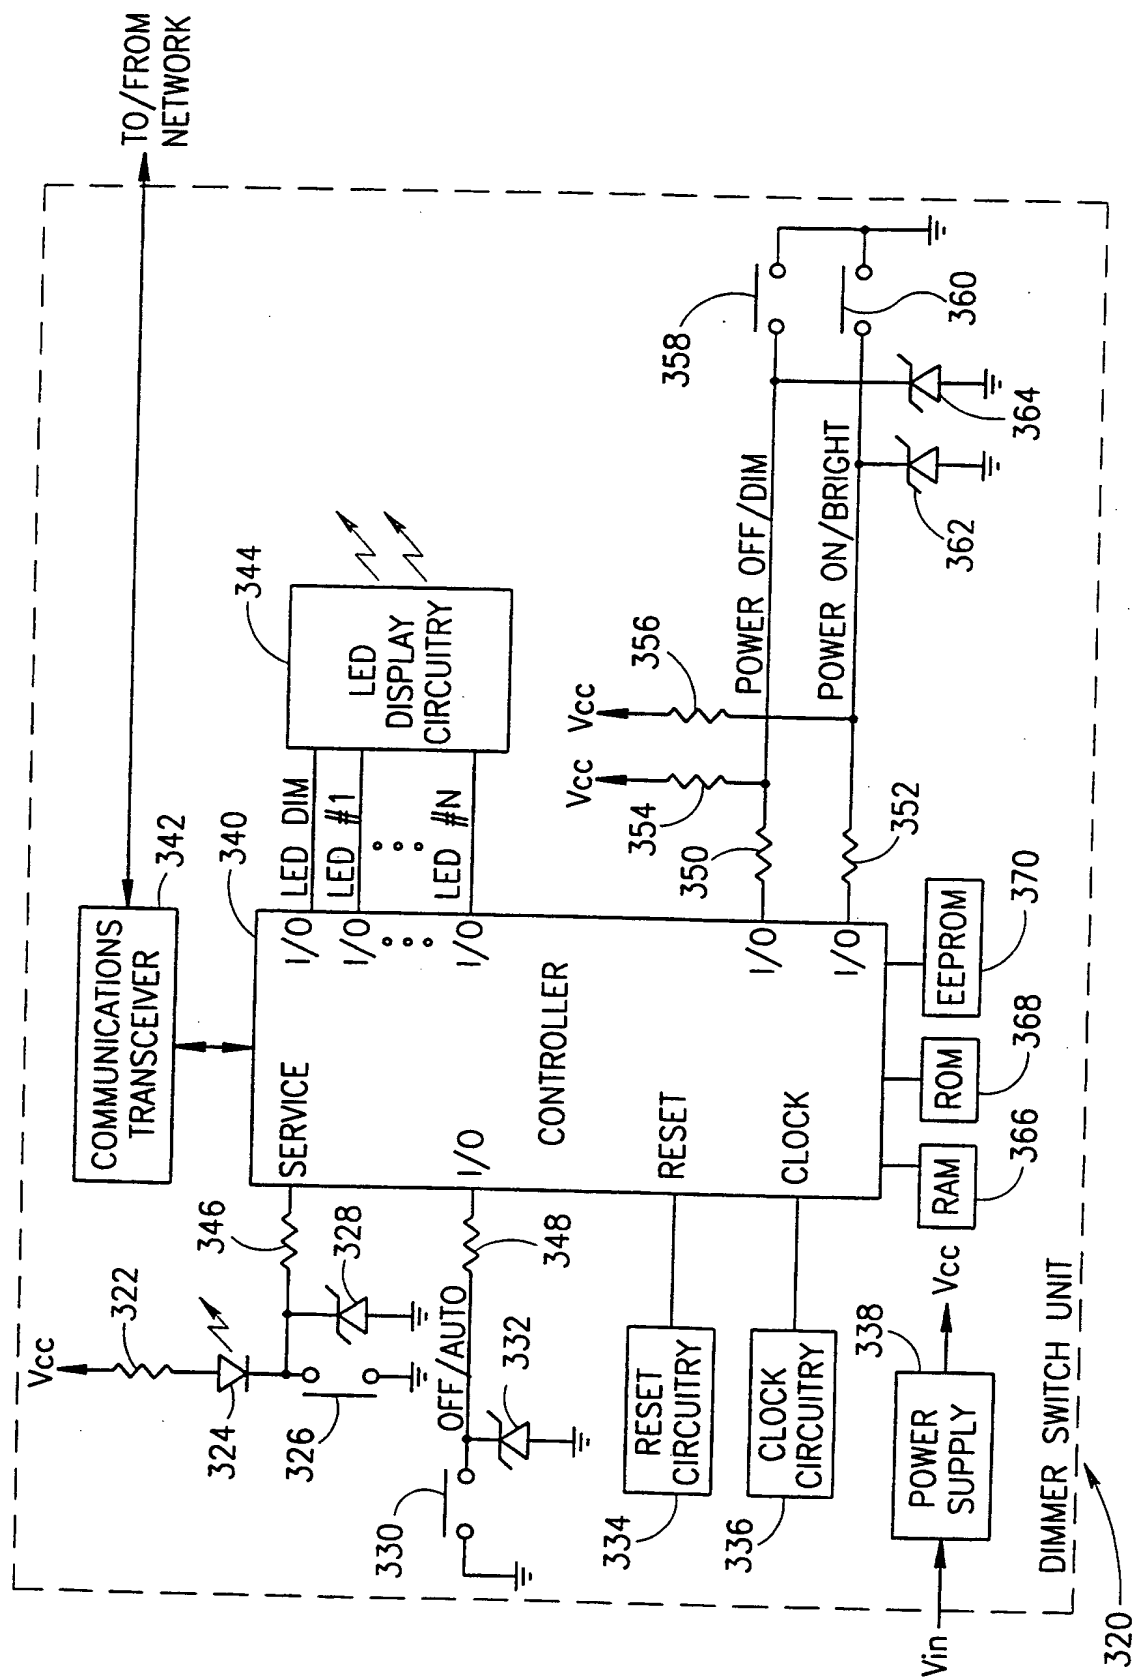 TO/FROM
NETWORK
COMMUNICATIONS
TRANSCEIVER
342
340
344
LED
DISPLAY
CIRCUITRY
LED DIM
LED #1
LED #N
I/O
I/O
I/O
Vcc
322
324
326
346
328
SERVICE
I/O
348
OFF/AUTO
330
332
CONTROLLER
RESET
CLOCK
I/O
I/O
350
352
354
356
Vcc
Vcc
POWER OFF/DIM
POWER ON/BRIGHT
358
360
362
364
RESET
CIRCUITRY
334
CLOCK
CIRCUITRY
336
RAM
366
ROM
368
EEPROM
370
Vin
POWER
SUPPLY
338
Vcc
DIMMER SWITCH UNIT
320